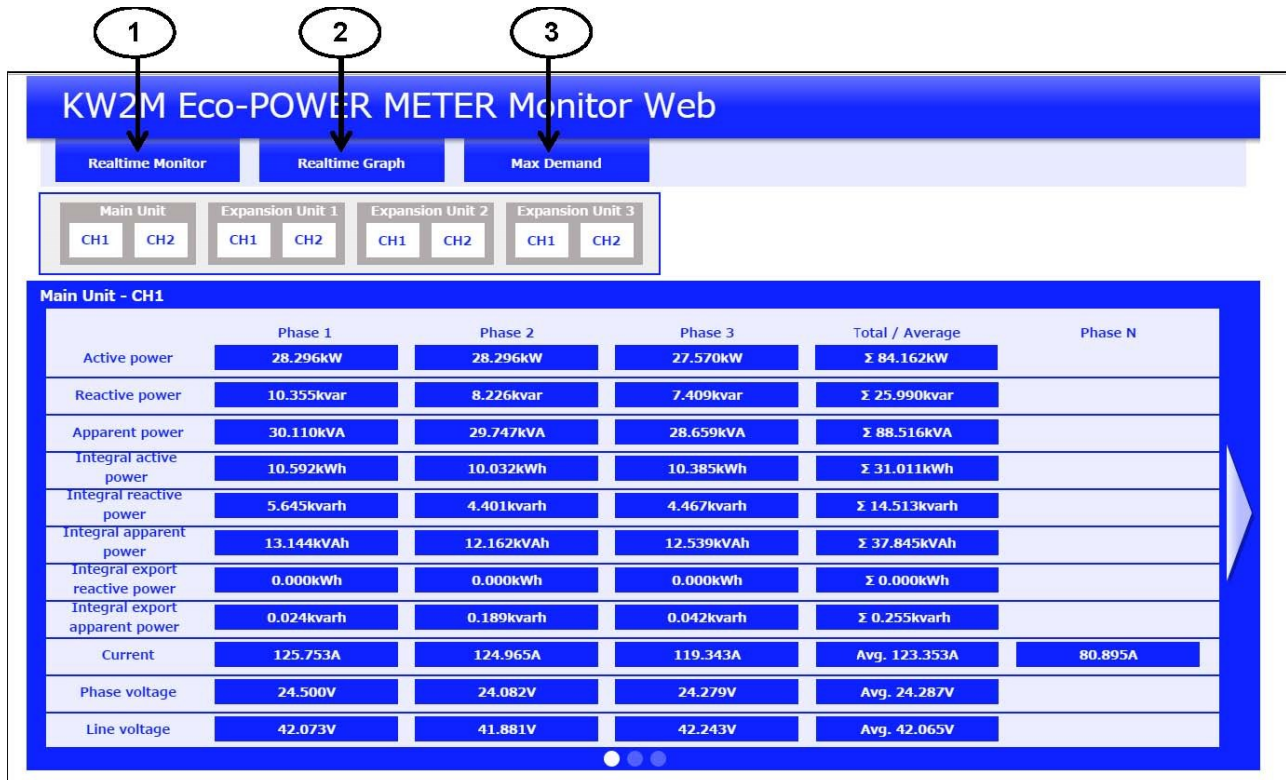 1 2 3
KW2M Eco-POWER METER Monitor Web
Realtime Monitor Realtime Graph Max Demand
Main Unit Expansion Unit 1 Expansion Unit 2 Expansion Unit 3
CH1 CH2 CH1 CH2 CH1 CH2 CH1 CH2
Main Unit - CH1
Phase 1 Phase 2 Phase 3 Total / Average Phase N
Active power 28.296kW 28.296kW 27.570kW Σ 84.162kW
Reactive power 10.355kvar 8.226kvar 7.409kvar Σ 25.990kvar
Apparent power 30.110kVA 29.747kVA 28.659kVA Σ 88.516kVA
Integral active
power 10.592kWh 10.032kWh 10.385kWh Σ 31.011kWh
Integral reactive
power 5.645kvarh 4.401kvarh 4.467kvarh Σ 14.513kvarh
Integral apparent
power 13.144kVAh 12.162kVAh 12.539kVAh Σ 37.845kVAh
Integral export
reactive power 0.000kWh 0.000kWh 0.000kWh Σ 0.000kWh
Integral export
apparent power 0.024kvarh 0.189kvarh 0.042kvarh Σ 0.255kvarh
Current 125.753A 124.965A 119.343A Avg. 123.353A 80.895A
Phase voltage 24.500V 24.082V 24.279V Avg. 24.287V
Line voltage 42.073V 41.881V 42.243V Avg. 42.065V